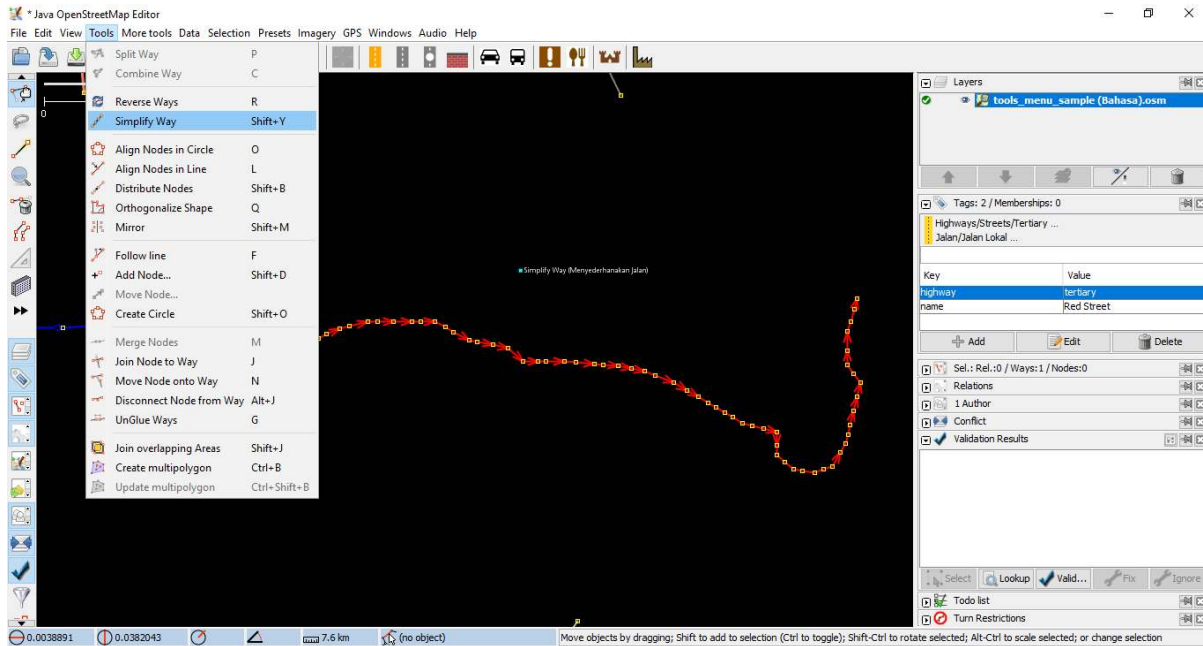 * Java OpenStreetMap Editor
File Edit View Tools More tools Data Selection Presets Imagery GPS Windows Audio Help
Split Way P
Combine Way C
Reverse Ways R
Simplify Way Shift+Y
Align Nodes in Circle O
Align Nodes in Line L
Distribute Nodes Shift+B
Orthogonalize Shape Q
Mirror Shift+M
Follow line F
Add Node... Shift+D
Move Node...
Create Circle Shift+O
Merge Nodes M
Join Node to Way J
Move Node onto Way N
Disconnect Node from Way Alt+J
UnGlue Ways G
Join overlapping Areas Shift+J
Create multipolygon Ctrl+B
Update multipolygon Ctrl+Shift+B
0
Simplify Way (Menyederhanakan Jalan)
Layers
tools_menu_sample (Bahasa).osm
Tags: 2 / Memberships: 0
Highways/Streets/Tertiary ...
Jalan/Jalan Lokal ...
Key Value
highway tertiary
name Red Street
Add Edit Delete
Sel.: Rel.:0 / Ways:1 / Nodes:0
Relations
1 Author
Conflict
Validation Results
Select Lookup Valid... Fix Ignore
Todo list
Turn Restrictions
0.0038891 0.0382043 7.6 km (no object) Move objects by dragging; Shift to add to selection (Ctrl to toggle); Shift-Ctrl to rotate selected; Alt-Ctrl to scale selected; or change selection